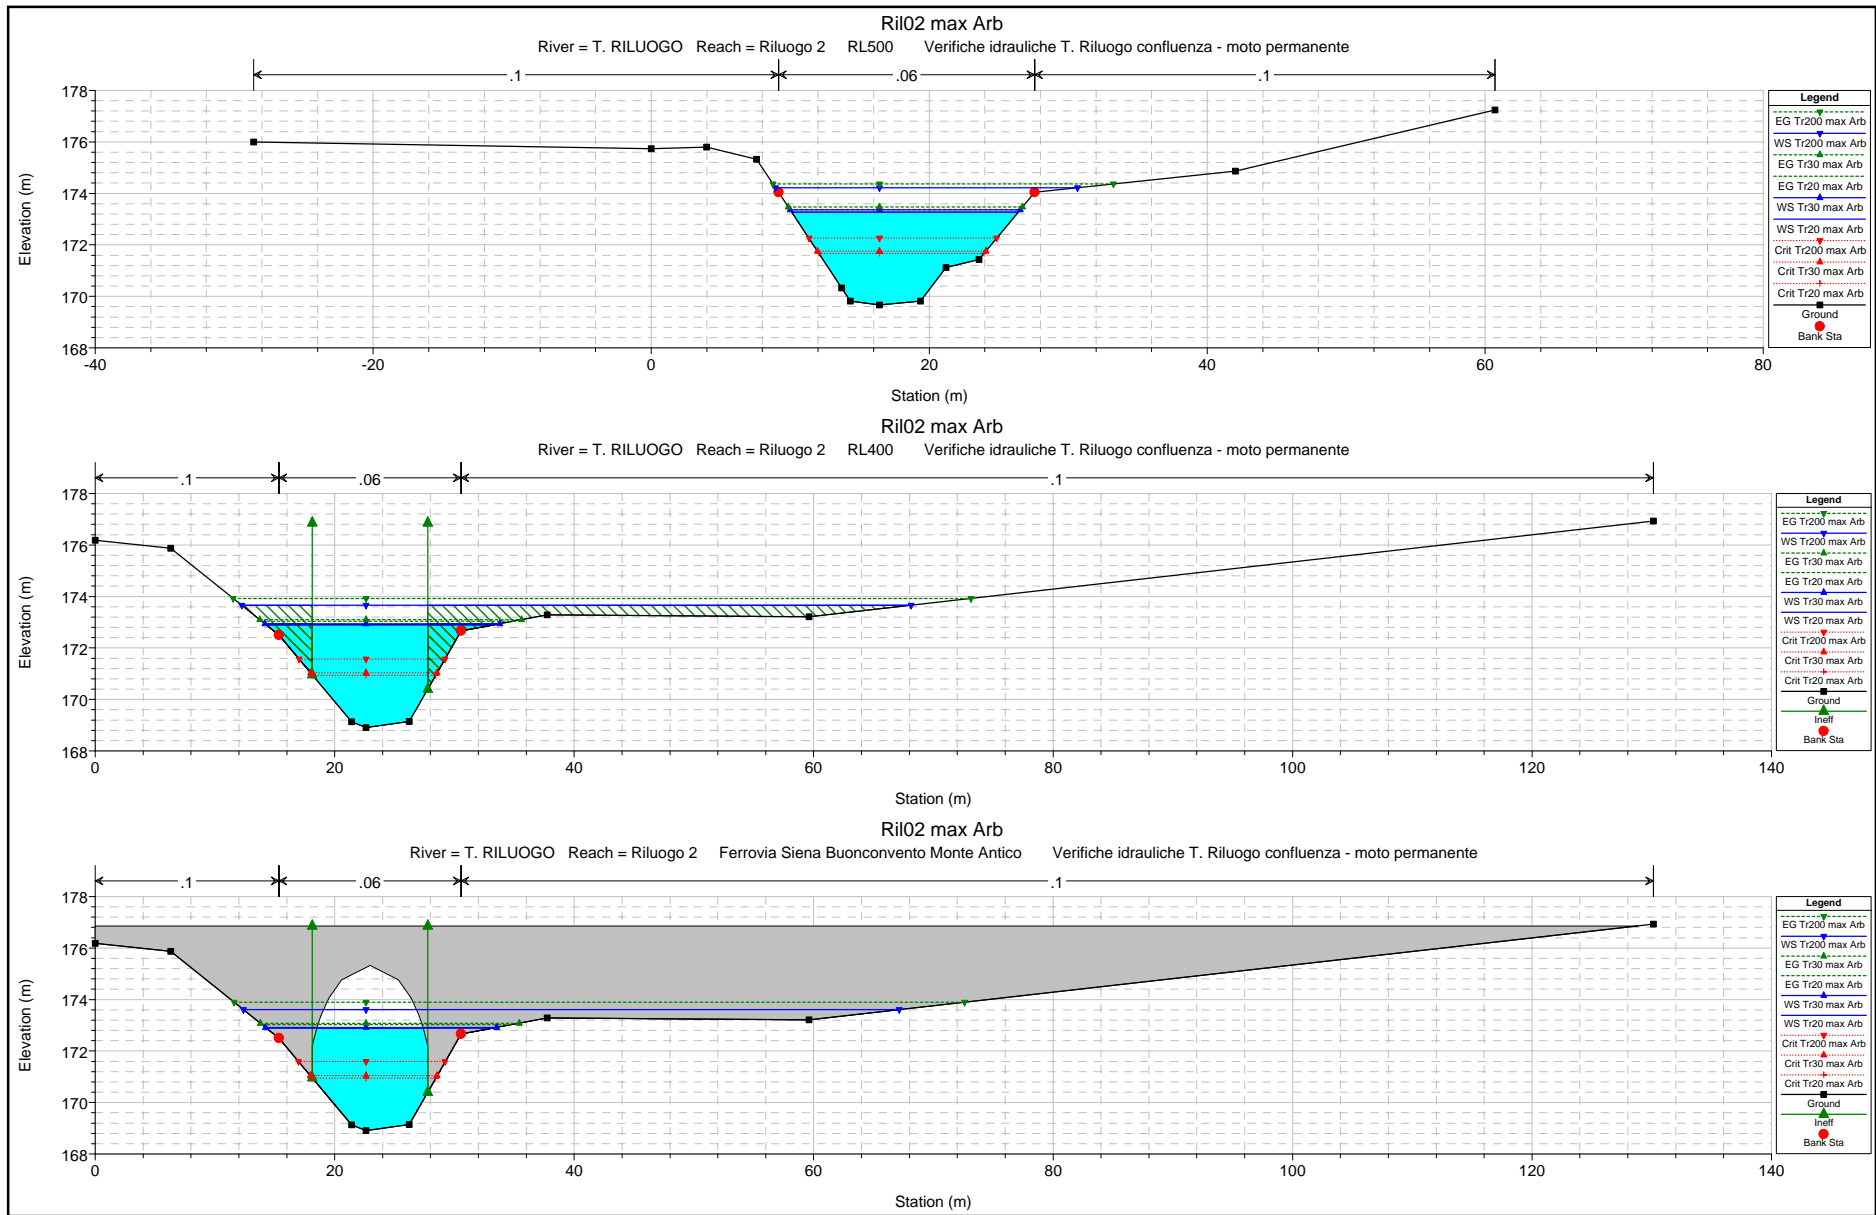 Ril02 max Arb
River = T. RILUOGO Reach = Riluogo 2 RL500 Verifiche idrauliche T. Riluogo confluenza - moto permanente
.1 .06 .1
Elevation (m)
178
176
174
172
170
168
-40 -20 0 20 40 60 80
Station (m)
Legend
EG Tr200 max Arb
WS Tr200 max Arb
EG Tr30 max Arb
EG Tr20 max Arb
WS Tr30 max Arb
WS Tr20 max Arb
Crit Tr200 max Arb
Crit Tr30 max Arb
Crit Tr20 max Arb
Ground
Bank Sta
Ril02 max Arb
River = T. RILUOGO Reach = Riluogo 2 RL400 Verifiche idrauliche T. Riluogo confluenza - moto permanente
.1 .06 .1
Elevation (m)
178
176
174
172
170
168
0 20 40 60 80 100 120 140
Station (m)
Legend
EG Tr200 max Arb
WS Tr200 max Arb
EG Tr30 max Arb
EG Tr20 max Arb
WS Tr30 max Arb
WS Tr20 max Arb
Crit Tr200 max Arb
Crit Tr30 max Arb
Crit Tr20 max Arb
Ground
Ineff
Bank Sta
Ril02 max Arb
River = T. RILUOGO Reach = Riluogo 2 Ferrovia Siena Buonconvento Monte Antico Verifiche idrauliche T. Riluogo confluenza - moto permanente
.1 .06 .1
Elevation (m)
178
176
174
172
170
168
0 20 40 60 80 100 120 140
Station (m)
Legend
EG Tr200 max Arb
WS Tr200 max Arb
EG Tr30 max Arb
EG Tr20 max Arb
WS Tr30 max Arb
WS Tr20 max Arb
Crit Tr200 max Arb
Crit Tr30 max Arb
Crit Tr20 max Arb
Ground
Ineff
Bank Sta